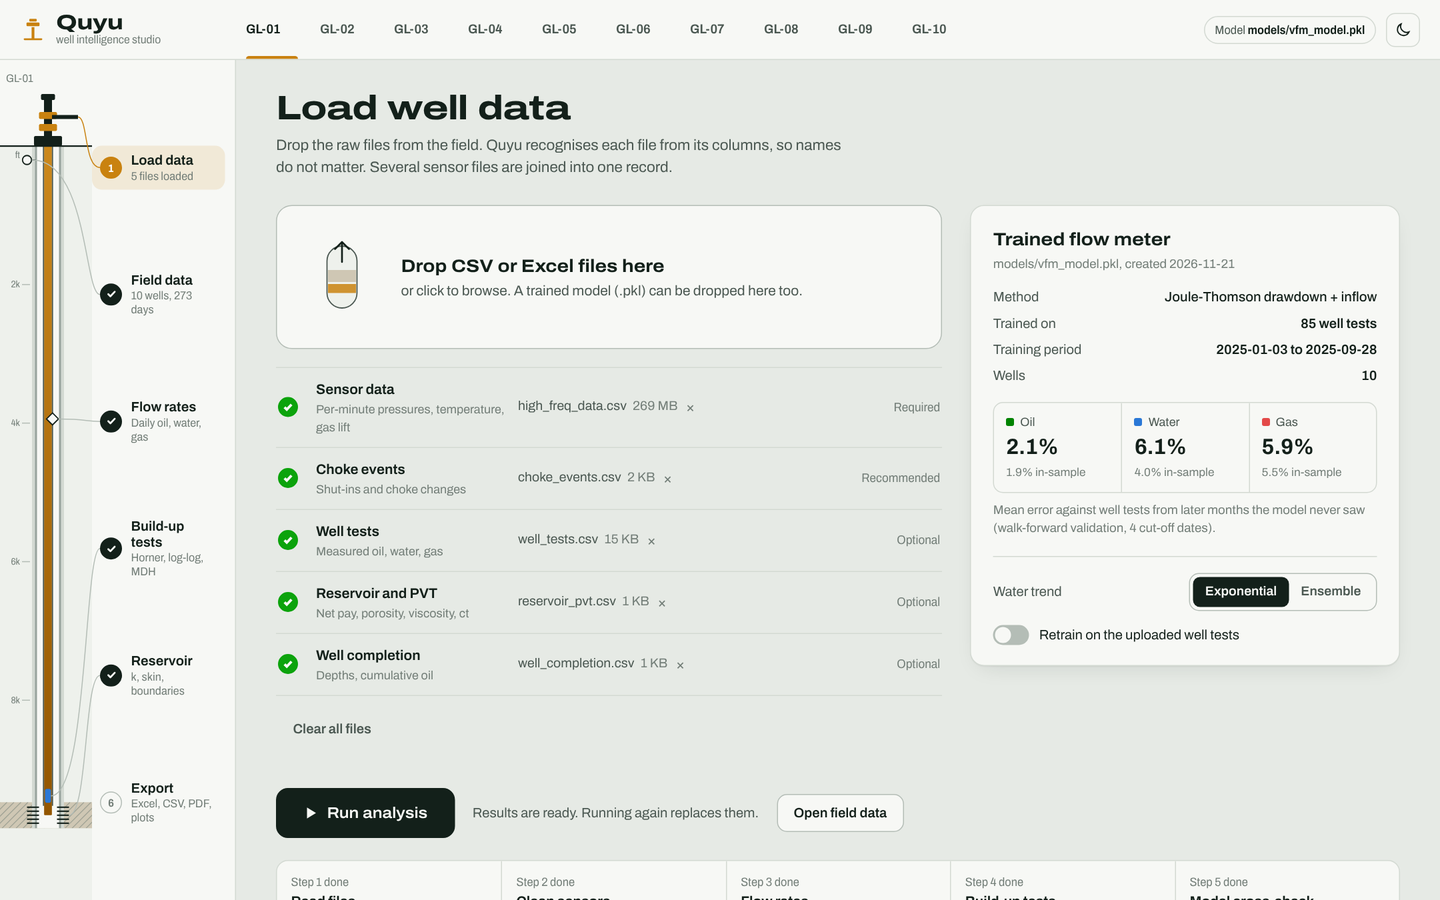 Quyu
well intelligence studio
GL-01
GL-02
GL-03
GL-04
GL-05
GL-06
GL-07
GL-08
GL-09
GL-10
Model models/vfm_model.pkl
GL-01
ft
2k
4k
6k
8k
1
Load data
5 files loaded
Field data
10 wells, 273
days
Flow rates
Daily oil, water,
gas
Build-up
tests
Horner, log-log,
MDH
Reservoir
k, skin,
boundaries
6
Export
Excel, CSV, PDF,
plots
Load well data
Drop the raw files from the field. Quyu recognises each file from its columns, so names
do not matter. Several sensor files are joined into one record.
Drop CSV or Excel files here
or click to browse. A trained model (.pkl) can be dropped here too.
Sensor data
Per-minute pressures, temperature,
gas lift
high_freq_data.csv 269 MB ×
Required
Choke events
Shut-ins and choke changes
choke_events.csv 2 KB ×
Recommended
Well tests
Measured oil, water, gas
well_tests.csv 15 KB ×
Optional
Reservoir and PVT
Net pay, porosity, viscosity, ct
reservoir_pvt.csv 1 KB ×
Optional
Well completion
Depths, cumulative oil
well_completion.csv 1 KB ×
Optional
Clear all files
Trained flow meter
models/vfm_model.pkl, created 2026-11-21
Method Joule-Thomson drawdown + inflow
Trained on 85 well tests
Training period 2025-01-03 to 2025-09-28
Wells 10
Oil
2.1%
1.9% in-sample
Water
6.1%
4.0% in-sample
Gas
5.9%
5.5% in-sample
Mean error against well tests from later months the model never saw
(walk-forward validation, 4 cut-off dates).
Water trend Exponential Ensemble
Retrain on the uploaded well tests
Run analysis
Results are ready. Running again replaces them.
Open field data
Step 1 done
Read files
Step 2 done
Clean sensors
Step 3 done
Flow rates
Step 4 done
Build-up tests
Step 5 done
Model cross-check